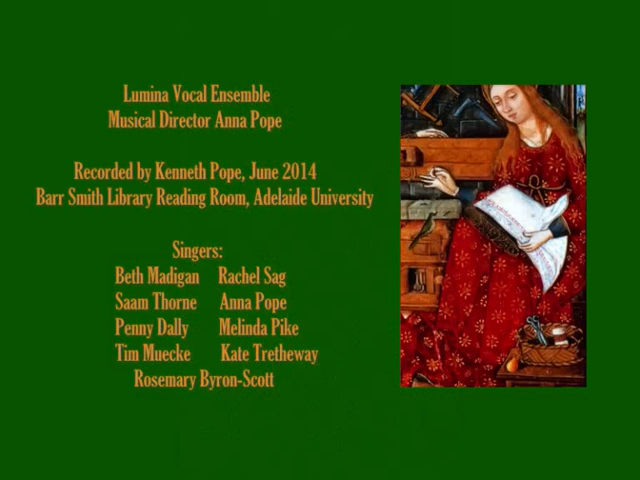 Lumina Vocal Ensemble
Musical Director Anna Pope
Recorded by Kenneth Pope, June 2014
Barr Smith Library Reading Room, Adelaide University
Singers:
Beth Madigan Rachel Sag
Saam Thorne Anna Pope
Penny Dally Melinda Pike
Tim Muecke Kate Tretheway
Rosemary Byron-Scott